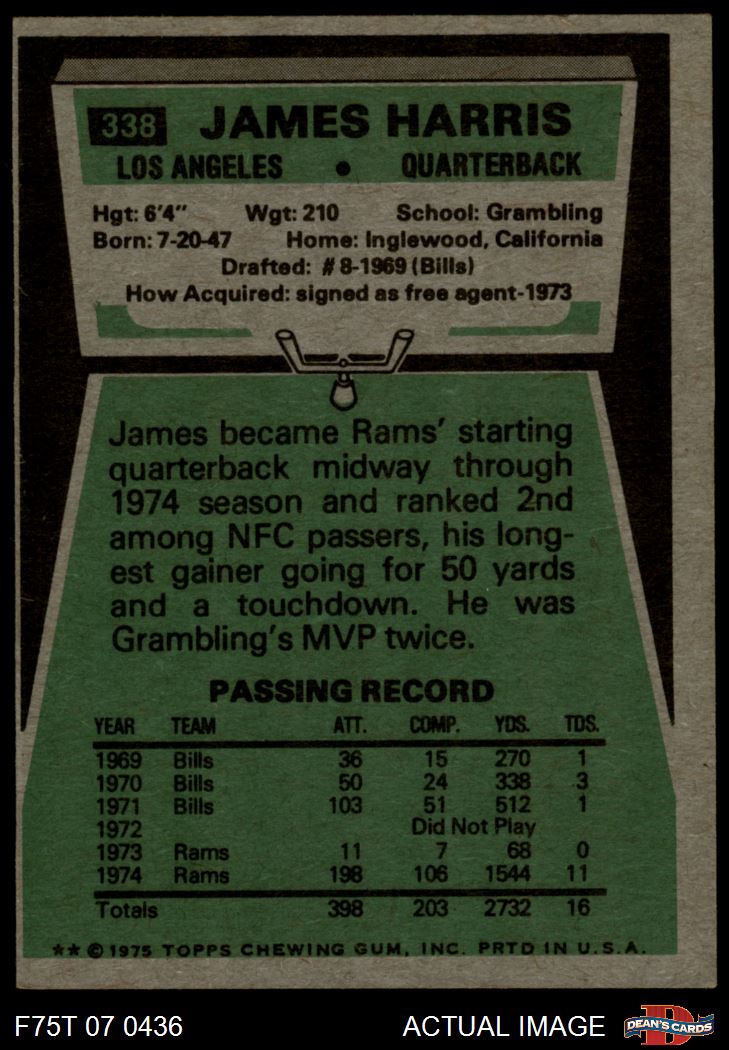 338 JAMES HARRIS
LOS ANGELES • QUARTERBACK
Hgt: 6'4" Wgt: 210 School: Grambling
Born: 7-20-47 Home: Inglewood, California
Drafted: #8-1969 (Bills)
How Acquired: signed as free agent-1973
James became Rams' starting
quarterback midway through
1974 season and ranked 2nd
among NFC passers, his long-
est gainer going for 50 yards
and a touchdown. He was
Grambling's MVP twice.
PASSING RECORD
YEAR TEAM ATT. COMP. YDS. TDS.
1969 Bills 36 15 270 1
1970 Bills 50 24 338 3
1971 Bills 103 51 512 1
1972 Did Not Play
1973 Rams 11 7 68 0
1974 Rams 198 106 1544 11
Totals 398 203 2732 16
** © 1975 TOPPS CHEWING GUM, INC. PRTD IN U.S.A.
F75T 07 0436 ACTUAL IMAGE D DEAN'S CARDS